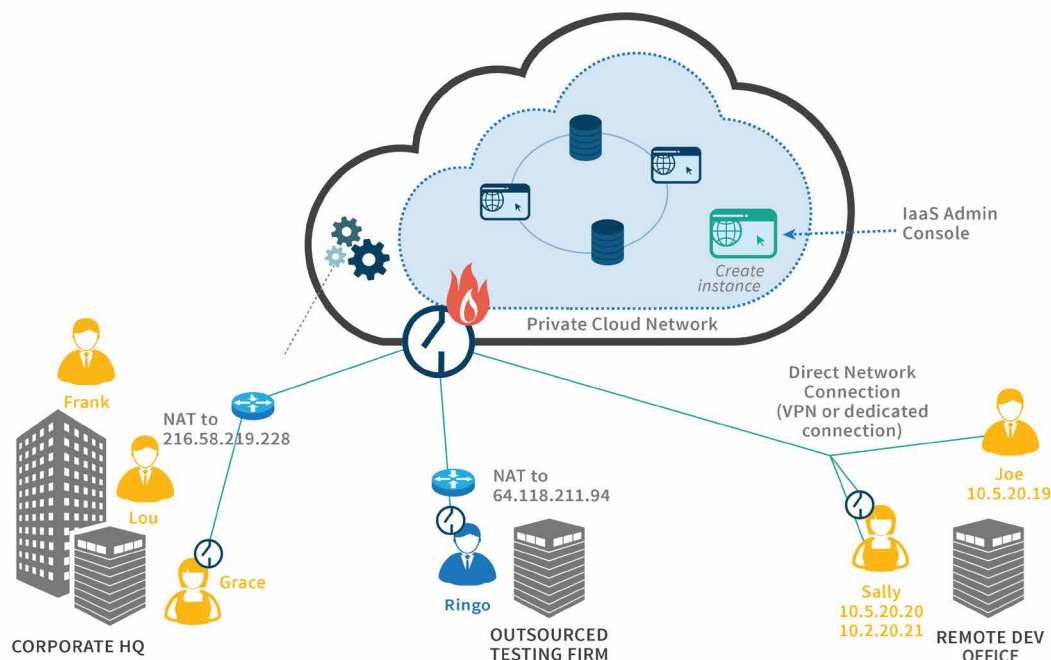 IaaS Admin
Console
Create
instance
Private Cloud Network
Direct Network
Connection
(VPN or dedicated
connection)
Frank
NAT to
216.58.219.228
Lou
Grace
NAT to
64.118.211.94
Ringo
Joe
10.5.20.19
Sally
10.5.20.20
10.2.20.21
CORPORATE HQ
OUTSOURCED
TESTING FIRM
REMOTE DEV
OFFICE